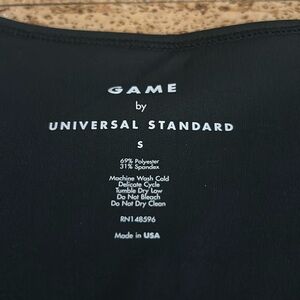 GAME
by
UNIVERSAL STANDARD
S
69% Polyester
31% Spandex
Machine Wash Cold
Delicate Cycle
Tumble Dry Low
Do Not Bleach
Do Not Dry Clean
RN148596
Made in USA